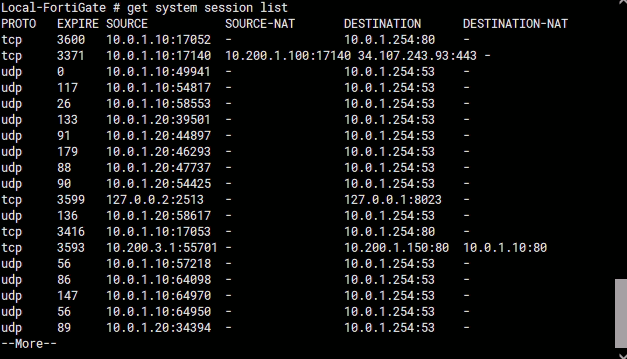 Local-FortiGate # get system session list
PROTO   EXPIRE SOURCE           SOURCE-NAT       DESTINATION      DESTINATION-NAT
tcp     3600   10.0.1.10:17052  -                10.0.1.254:80    -
tcp     3371   10.0.1.10:17140  10.200.1.100:17140 34.107.243.93:443 -
udp     0      10.0.1.10:49941  -                10.0.1.254:53    -
udp     117    10.0.1.10:54817  -                10.0.1.254:53    -
udp     26     10.0.1.10:58553  -                10.0.1.254:53    -
udp     133    10.0.1.20:39501  -                10.0.1.254:53    -
udp     91     10.0.1.20:44897  -                10.0.1.254:53    -
udp     179    10.0.1.20:46293  -                10.0.1.254:53    -
udp     88     10.0.1.20:47737  -                10.0.1.254:53    -
udp     90     10.0.1.20:54425  -                10.0.1.254:53    -
tcp     3599   127.0.0.2:2513   -                127.0.0.1:8023   -
udp     136    10.0.1.20:58617  -                10.0.1.254:53    -
tcp     3416   10.0.1.10:17053  -                10.0.1.254:80    -
tcp     3593   10.200.3.1:55701 -                10.200.1.150:80  10.0.1.10:80
udp     56     10.0.1.10:57218  -                10.0.1.254:53    -
udp     86     10.0.1.10:64098  -                10.0.1.254:53    -
udp     147    10.0.1.10:64970  -                10.0.1.254:53    -
udp     56     10.0.1.10:64950  -                10.0.1.254:53    -
udp     89     10.0.1.20:34394  -                10.0.1.254:53    -
--More--